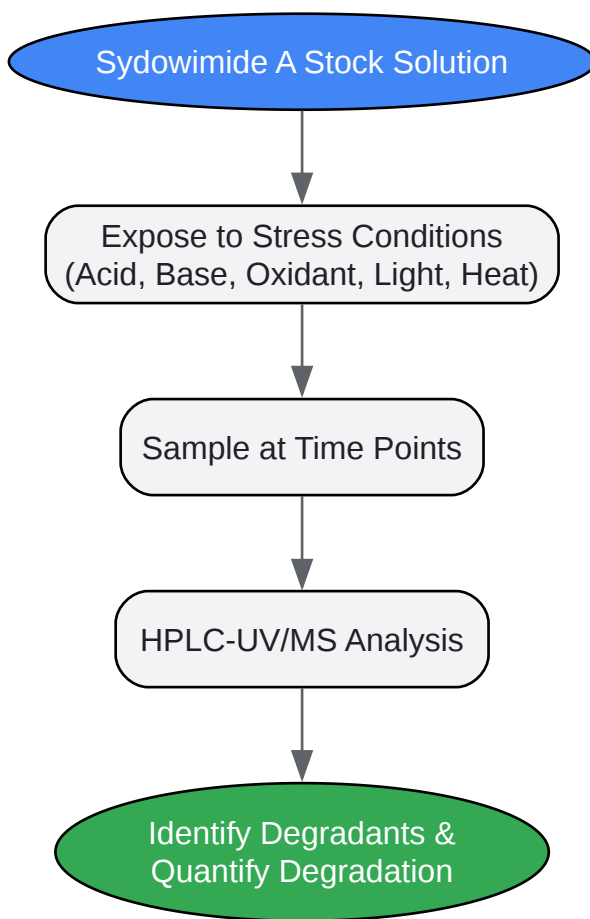 Sydowimide A Stock Solution
Expose to Stress Conditions
(Acid, Base, Oxidant, Light, Heat)
Sample at Time Points
HPLC-UV/MS Analysis
Identify Degradants &
Quantify Degradation